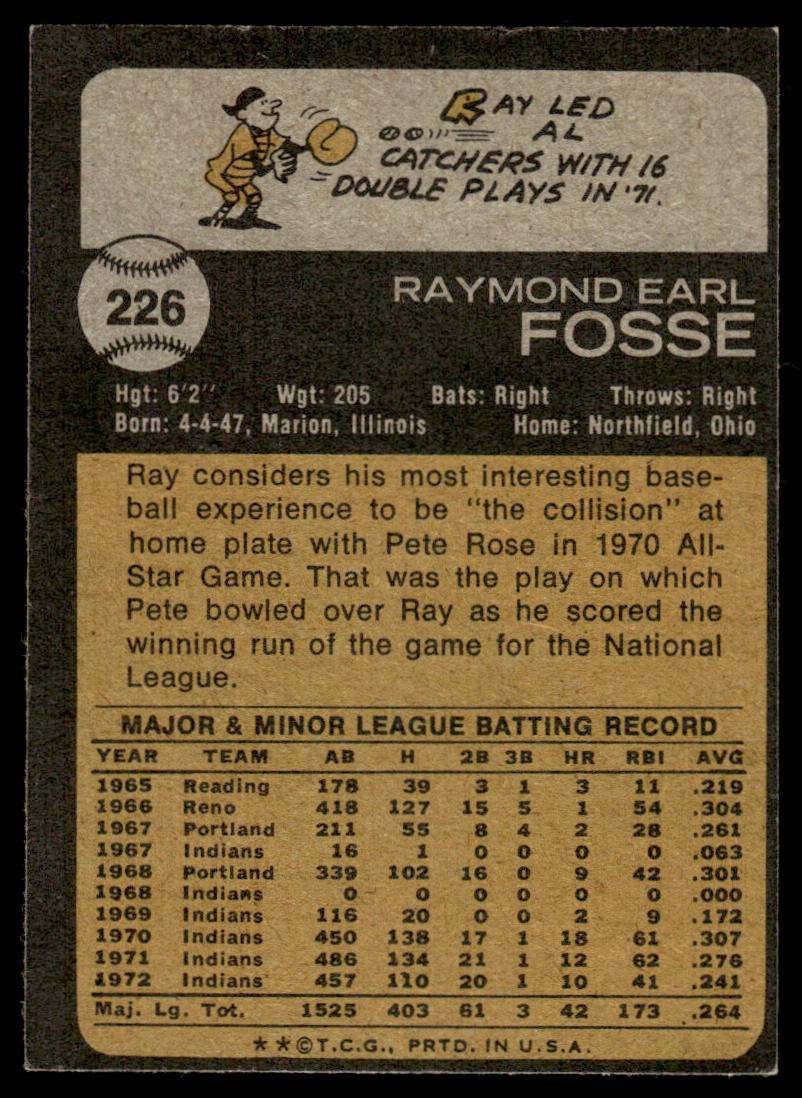 RAY LED
AL
CATCHERS WITH 16
DOUBLE PLAYS IN '71.
226
RAYMOND EARL
FOSSE
Hgt: 6'2" Wgt: 205 Bats: Right Throws: Right
Born: 4-4-47, Marion, Illinois Home: Northfield, Ohio
Ray considers his most interesting base-
ball experience to be "the collision" at
home plate with Pete Rose in 1970 All-
Star Game. That was the play on which
Pete bowled over Ray as he scored the
winning run of the game for the National
League.
MAJOR & MINOR LEAGUE BATTING RECORD
YEAR TEAM AB H 2B 3B HR RBI AVG
1965 Reading 178 39 3 1 3 11 .219
1966 Reno 418 127 15 5 1 54 .304
1967 Portland 211 55 8 4 2 28 .261
1967 Indians 16 1 0 0 0 0 .063
1968 Portland 339 102 16 0 9 42 .301
1968 Indians 0 0 0 0 0 0 .000
1969 Indians 116 20 0 0 2 9 .172
1970 Indians 450 138 17 1 18 61 .307
1971 Indians 486 134 21 1 12 62 .276
1972 Indians 457 110 20 1 10 41 .241
Maj. Lg. Tot. 1525 403 61 3 42 173 .264
**©T.C.G., PRTD. IN U.S.A.